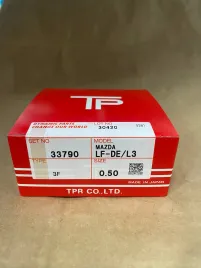 TP
DYNAMIC PARTS
CHANGE OUR WORLD
LOT NO
30420
SET NO
33790
MODEL
MAZDA
LF-DE/L3
TYPE
3F
SIZE
0.50
MADE IN JAPAN
TPR CO.,LTD.